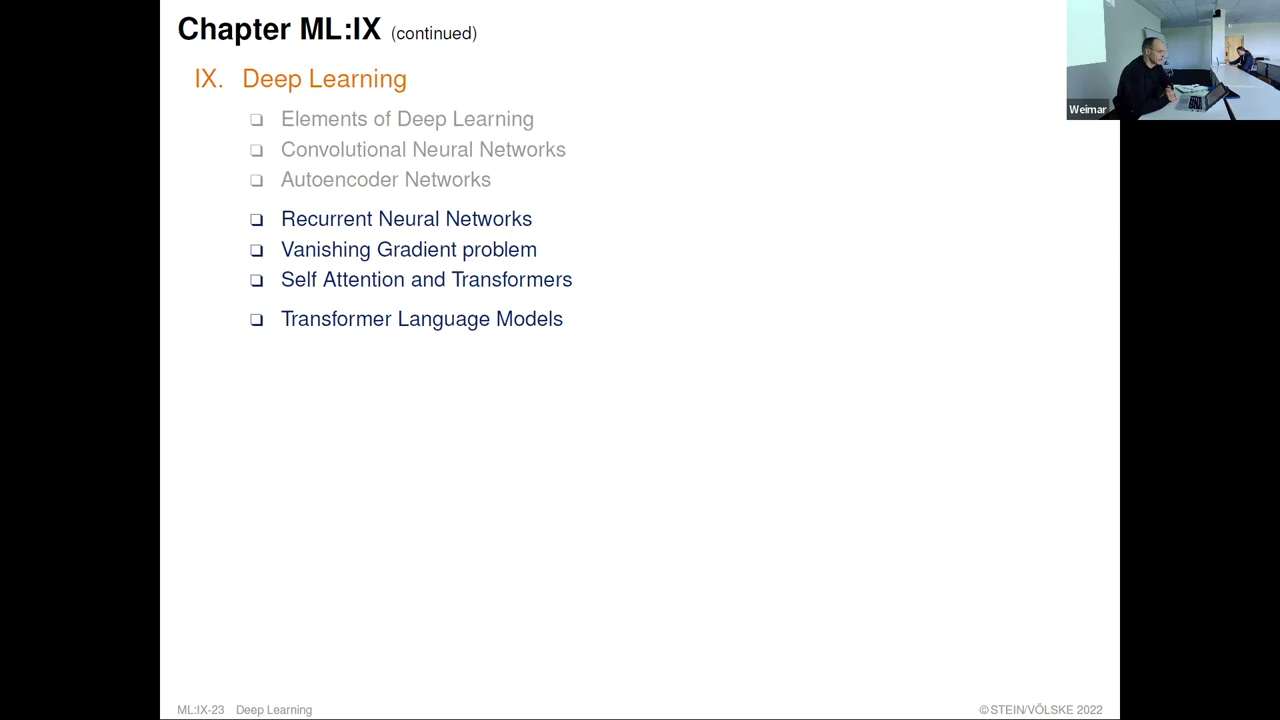 Chapter ML:IX (continued)
IX. Deep Learning
❑ Elements of Deep Learning
❑ Convolutional Neural Networks
❑ Autoencoder Networks
❑ Recurrent Neural Networks
❑ Vanishing Gradient problem
❑ Self Attention and Transformers
❑ Transformer Language Models
Weimar
ML:IX-23 Deep Learning
© STEIN/VÖLSKE 2022